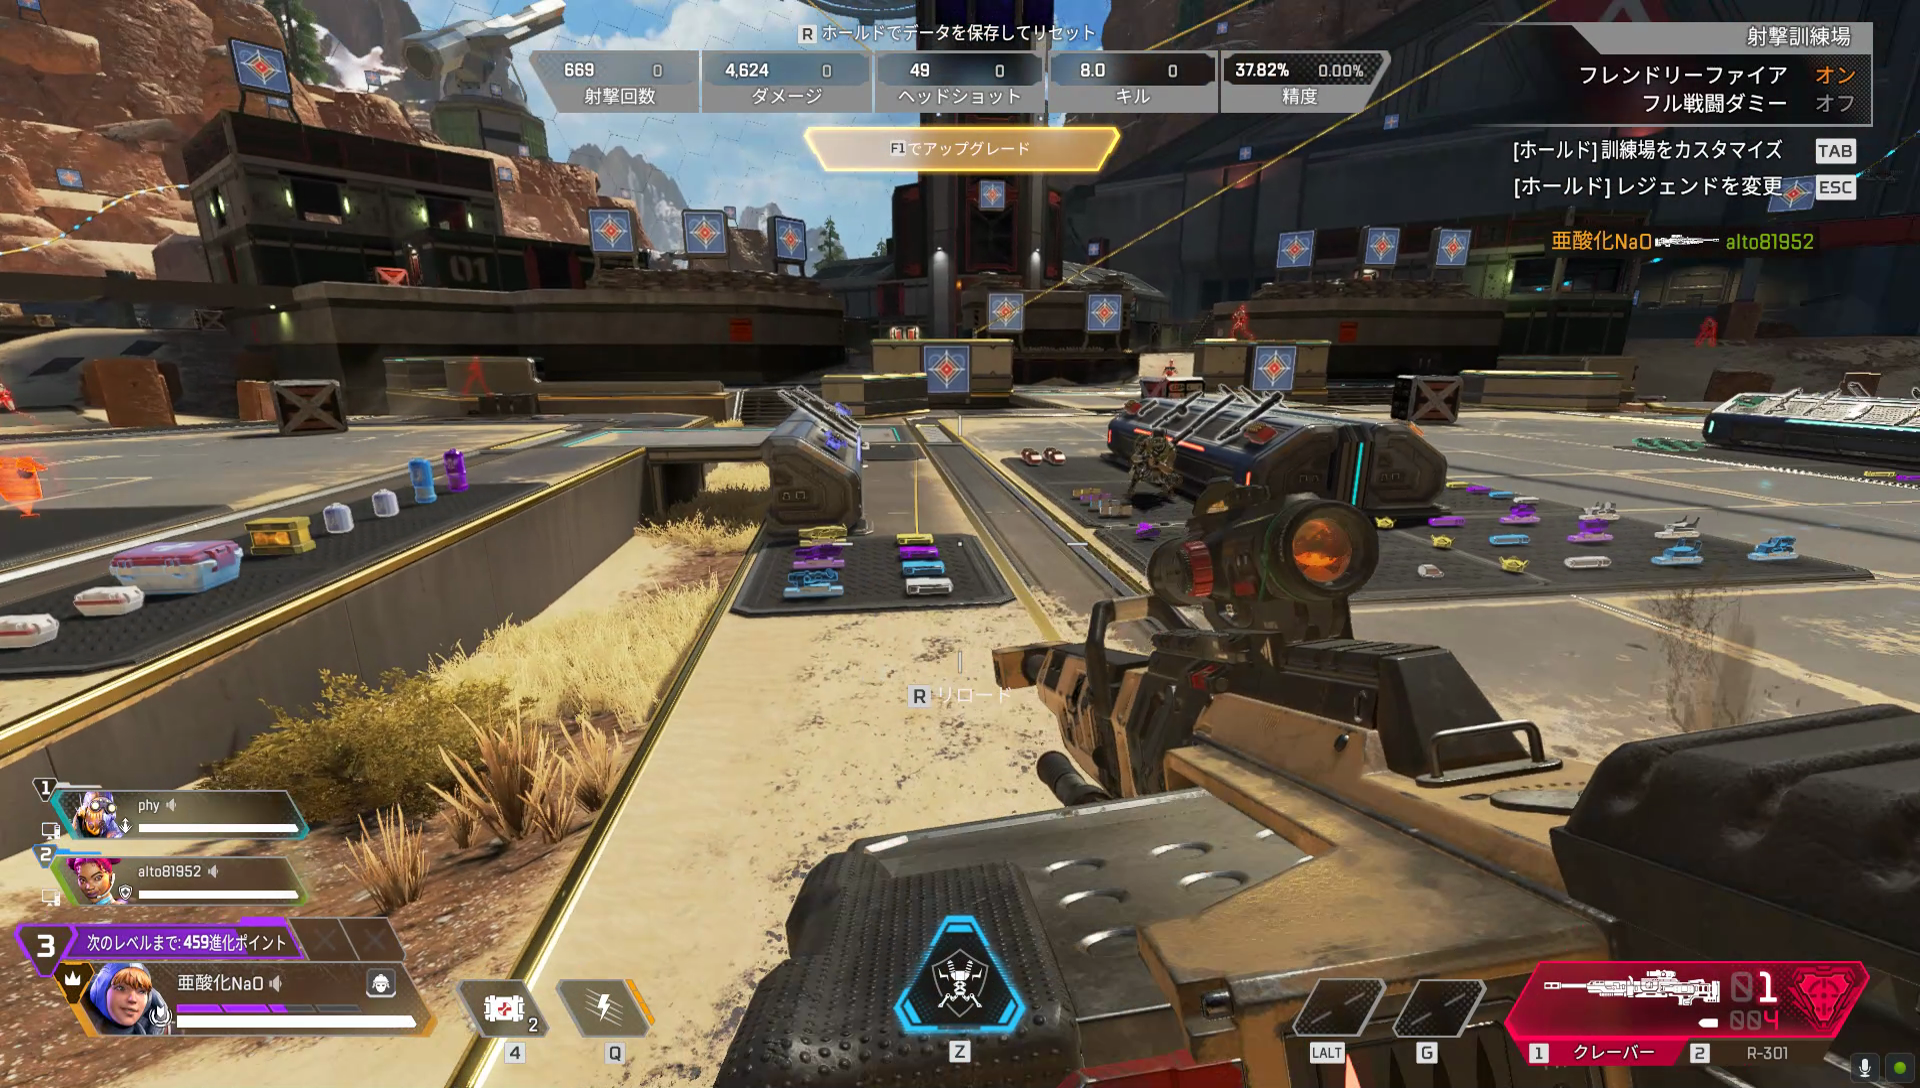 R ホールドでデータを保存してリセット
669 0 4,624 0 49 0 8.0 0 37.82% 0.00%
射撃回数 ダメージ ヘッドショット キル 精度
F1でアップグレード
射撃訓練場
フレンドリーファイア オン
フル戦闘ダミー オフ
[ホールド]訓練場をカスタマイズ TAB
[ホールド]レジェンドを変更 ESC
亜酸化NaO alto81952
01
R リロード
1
phy
2
alto81952
3 次のレベルまで:459進化ポイント
亜酸化NaO
2
4 Q Z LALT G
01
004
1 クレーバー 2 R-301